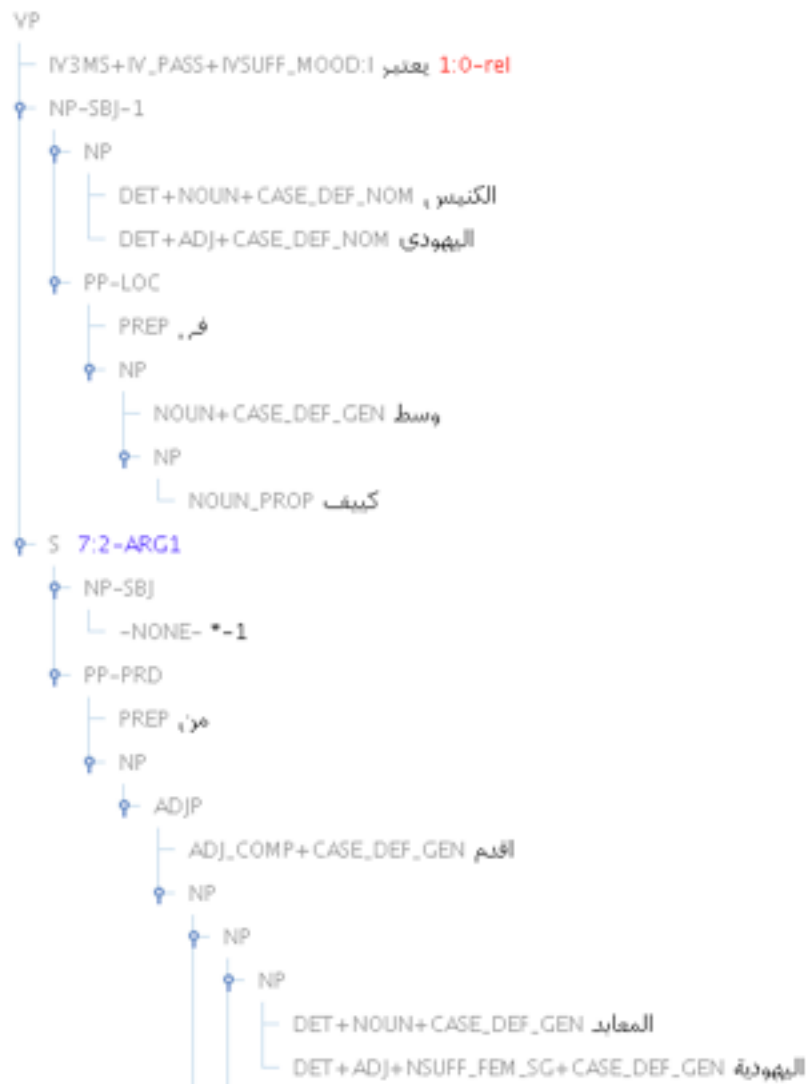 VP
IV3MS+IV_PASS+IVSUFF_MOOD:I يعتبر 1:0-rel
NP-SBJ-1
NP
DET+NOUN+CASE_DEF_NOM الكنيس
DET+ADJ+CASE_DEF_NOM اليهودي
PP-LOC
PREP في
NP
NOUN+CASE_DEF_GEN وسط
NP
NOUN_PROP كييف
S 7:2-ARG1
NP-SBJ
-NONE- *-1
PP-PRD
PREP من
NP
ADJP
ADJ_COMP+CASE_DEF_GEN اقدم
NP
NP
NP
DET+NOUN+CASE_DEF_GEN المعابد
DET+ADJ+NSUFF_FEM_SG+CASE_DEF_GEN اليهودية